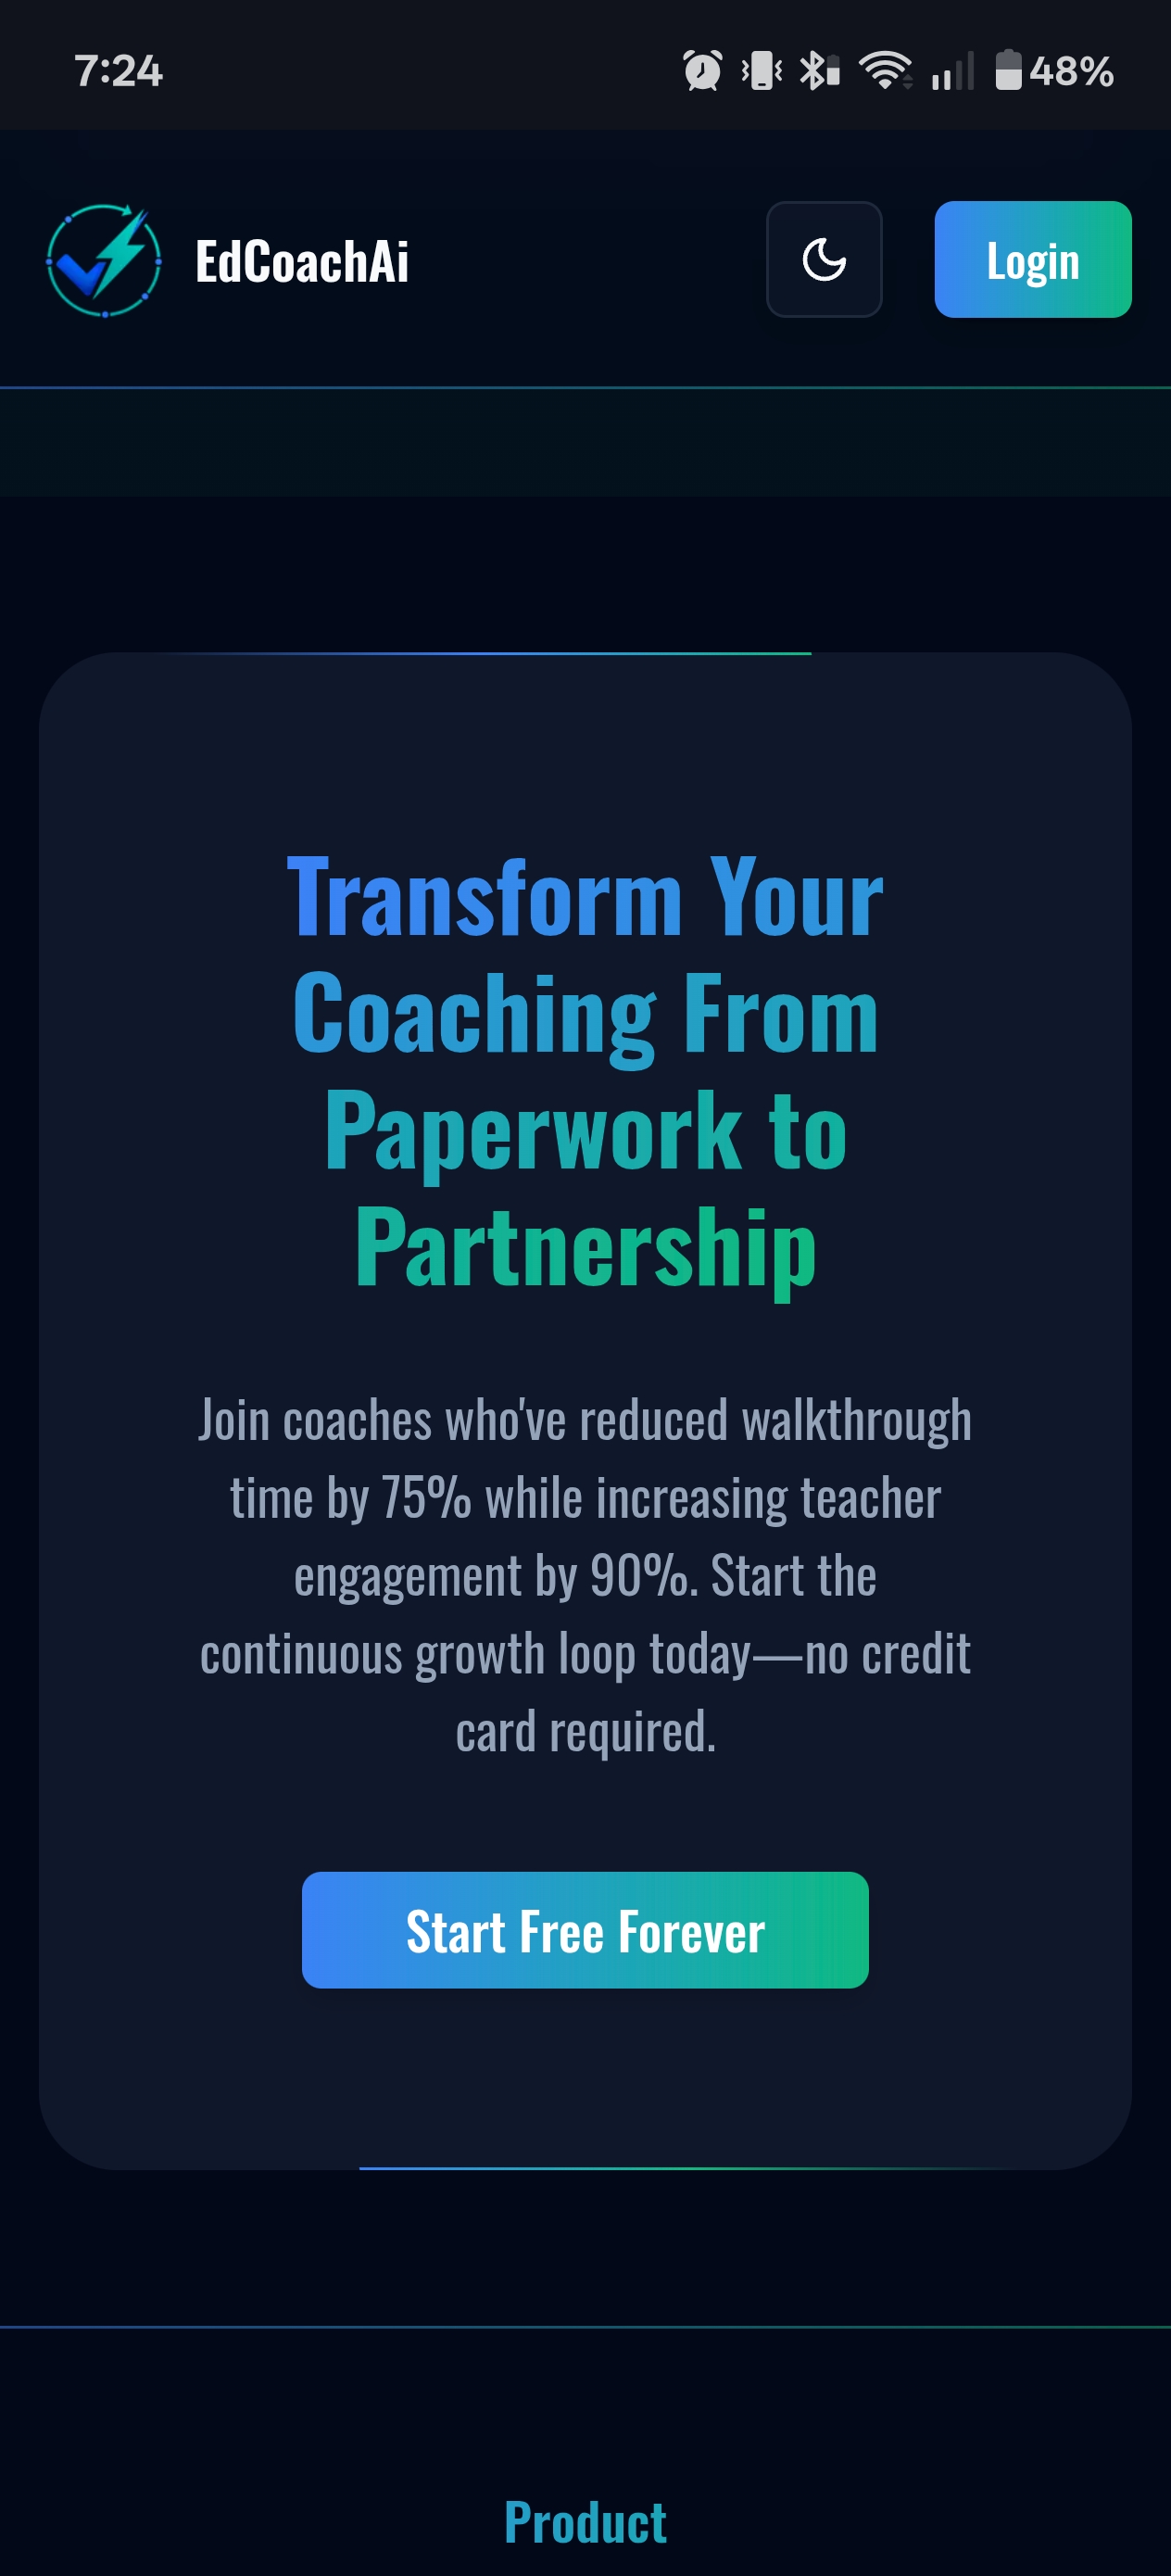 7:24
48%
EdCoachAi
Login
Transform Your
Coaching From
Paperwork to
Partnership
Join coaches who've reduced walkthrough
time by 75% while increasing teacher
engagement by 90%. Start the
continuous growth loop today—no credit
card required.
Start Free Forever
Product